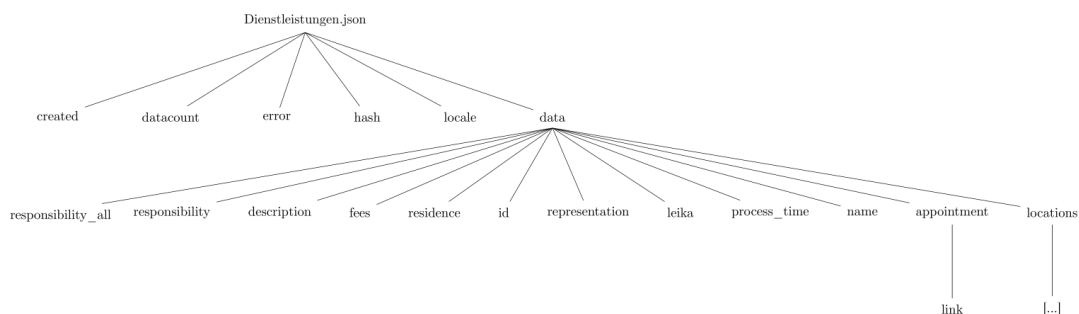 Dienstleistungen.json
created datacount error hash locale data
responsibility_all responsibility description fees residence id representation leika process_time name appointment locations
link [...]